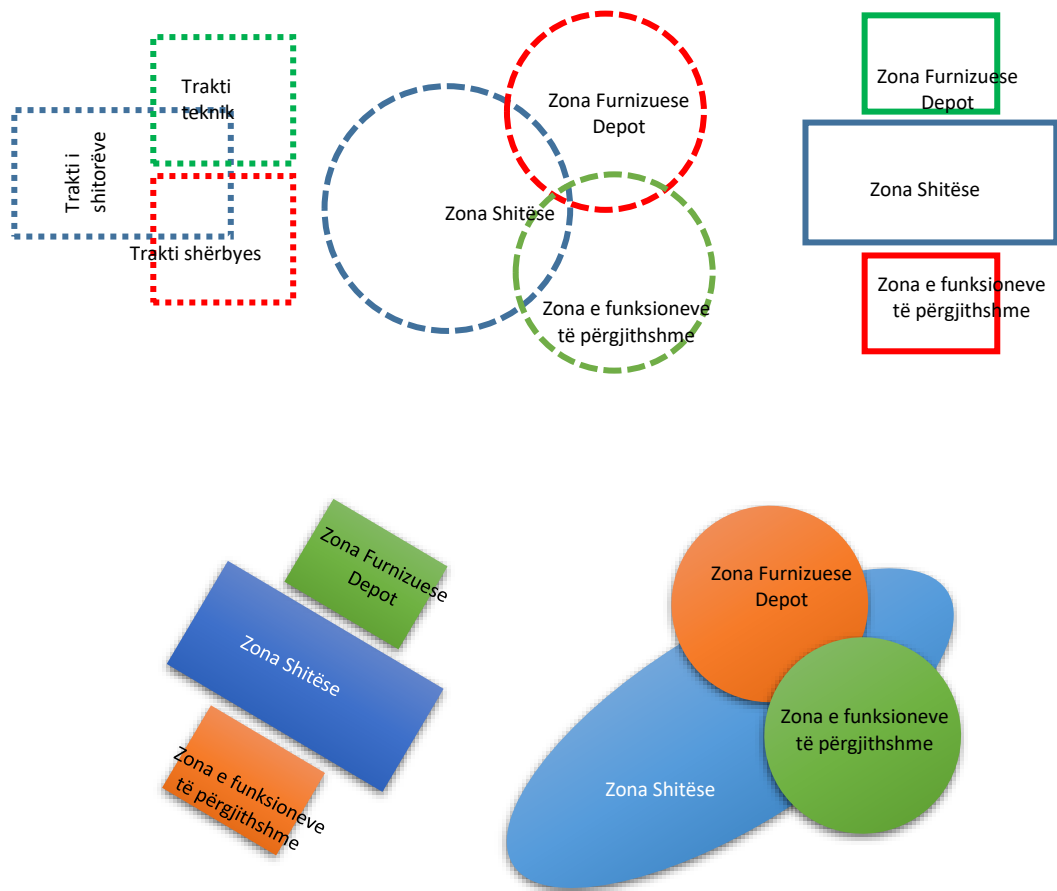 Trakti
teknik
Trakti i
shitorëve
Trakti shërbyes
Zona Furnizuese
Depot
Zona Shitëse
Zona e funksioneve
të përgjithshme
Zona Furnizuese
Depot
Zona Shitëse
Zona e funksioneve
të përgjithshme
Zona Furnizuese
Depot
Zona Shitëse
Zona e funksioneve
të përgjithshme
Zona Furnizuese
Depot
Zona e funksioneve
të përgjithshme
Zona Shitëse